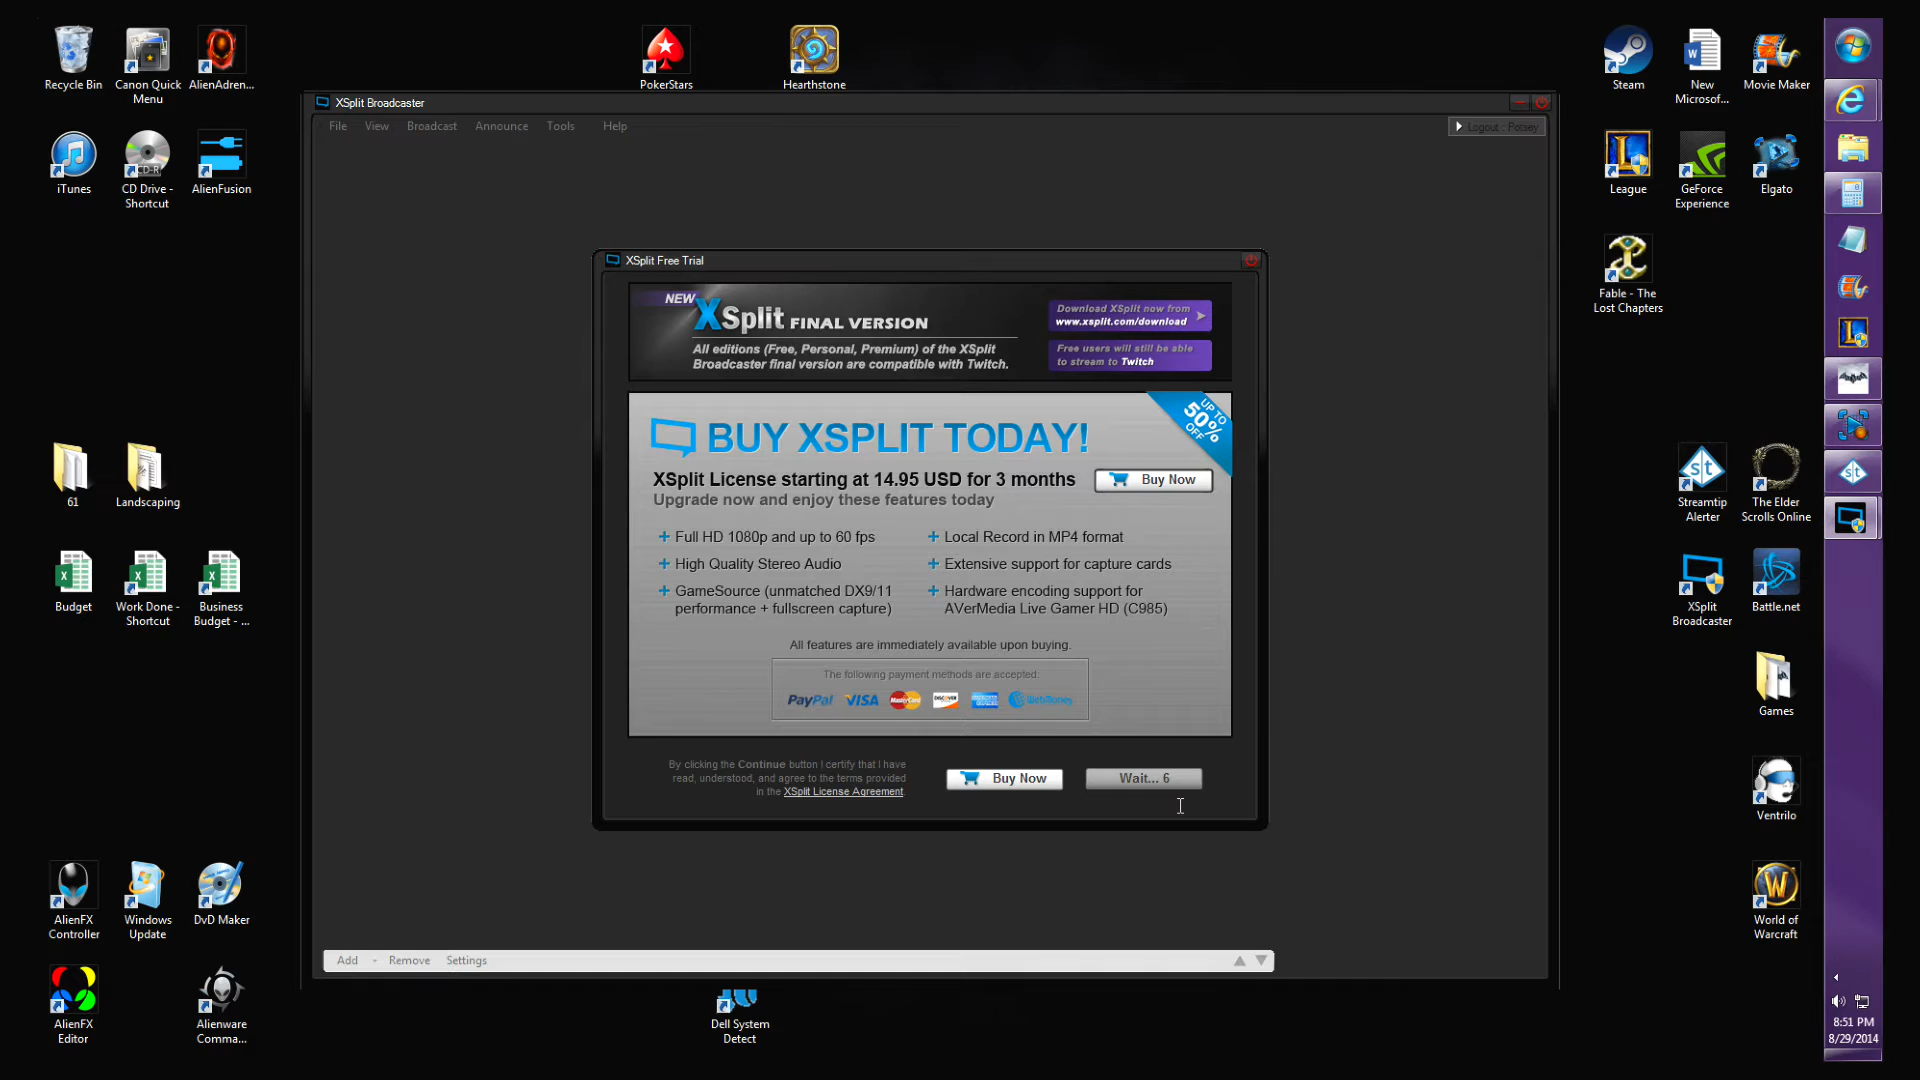 Recycle Bin
Canon Quick
Menu
AlienAdren...
PokerStars
Hearthstone
Steam
New
Microsof...
Movie Maker
iTunes
CD Drive -
Shortcut
AlienFusion
League
GeForce
Experience
Elgato
Fable - The
Lost Chapters
61
Landscaping
Streamtip
Alerter
The Elder
Scrolls Online
Budget
Work Done -
Shortcut
Business
Budget - ...
XSplit
Broadcaster
Battle.net
Games
Ventrilo
AlienFX
Controller
Windows
Update
DvD Maker
World of
Warcraft
AlienFX
Editor
Alienware
Comma...
Dell System
Detect
XSplit Broadcaster
File View Broadcast Announce Tools Help
Logout : Rotsey
XSplit Free Trial
NEW
XSplit FINAL VERSION
All editions (Free, Personal, Premium) of the XSplit
Broadcaster final version are compatible with Twitch.
Download XSplit now from
www.xsplit.com/download
Free users will still be able
to stream to Twitch
UP TO
50%
OFF
BUY XSPLIT TODAY!
XSplit License starting at 14.95 USD for 3 months
Buy Now
Upgrade now and enjoy these features today
+ Full HD 1080p and up to 60 fps
+ Local Record in MP4 format
+ High Quality Stereo Audio
+ Extensive support for capture cards
+ GameSource (unmatched DX9/11
performance + fullscreen capture)
+ Hardware encoding support for
AVerMedia Live Gamer HD (C985)
All features are immediately available upon buying.
The following payment methods are accepted:
PayPal VISA MasterCard DISCOVER WebMoney
By clicking the Continue button I certify that I have
read, understood, and agree to the terms provided
in the XSplit License Agreement.
Buy Now
Wait... 6
Add - Remove Settings
8:51 PM
8/29/2014